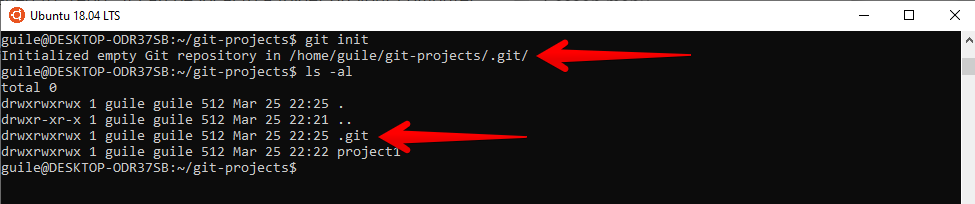 Ubuntu 18.04 LTS
guile@DESKTOP-ODR37SB:~/git-projects$ git init
Initialized empty Git repository in /home/guile/git-projects/.git/
guile@DESKTOP-ODR37SB:~/git-projects$ ls -al
total 0
drwxrwxrwx 1 guile guile 512 Mar 25 22:25 .
drwxr-xr-x 1 guile guile 512 Mar 25 22:21 ..
drwxrwxrwx 1 guile guile 512 Mar 25 22:25 .git
drwxrwxrwx 1 guile guile 512 Mar 25 22:22 project1
guile@DESKTOP-ODR37SB:~/git-projects$